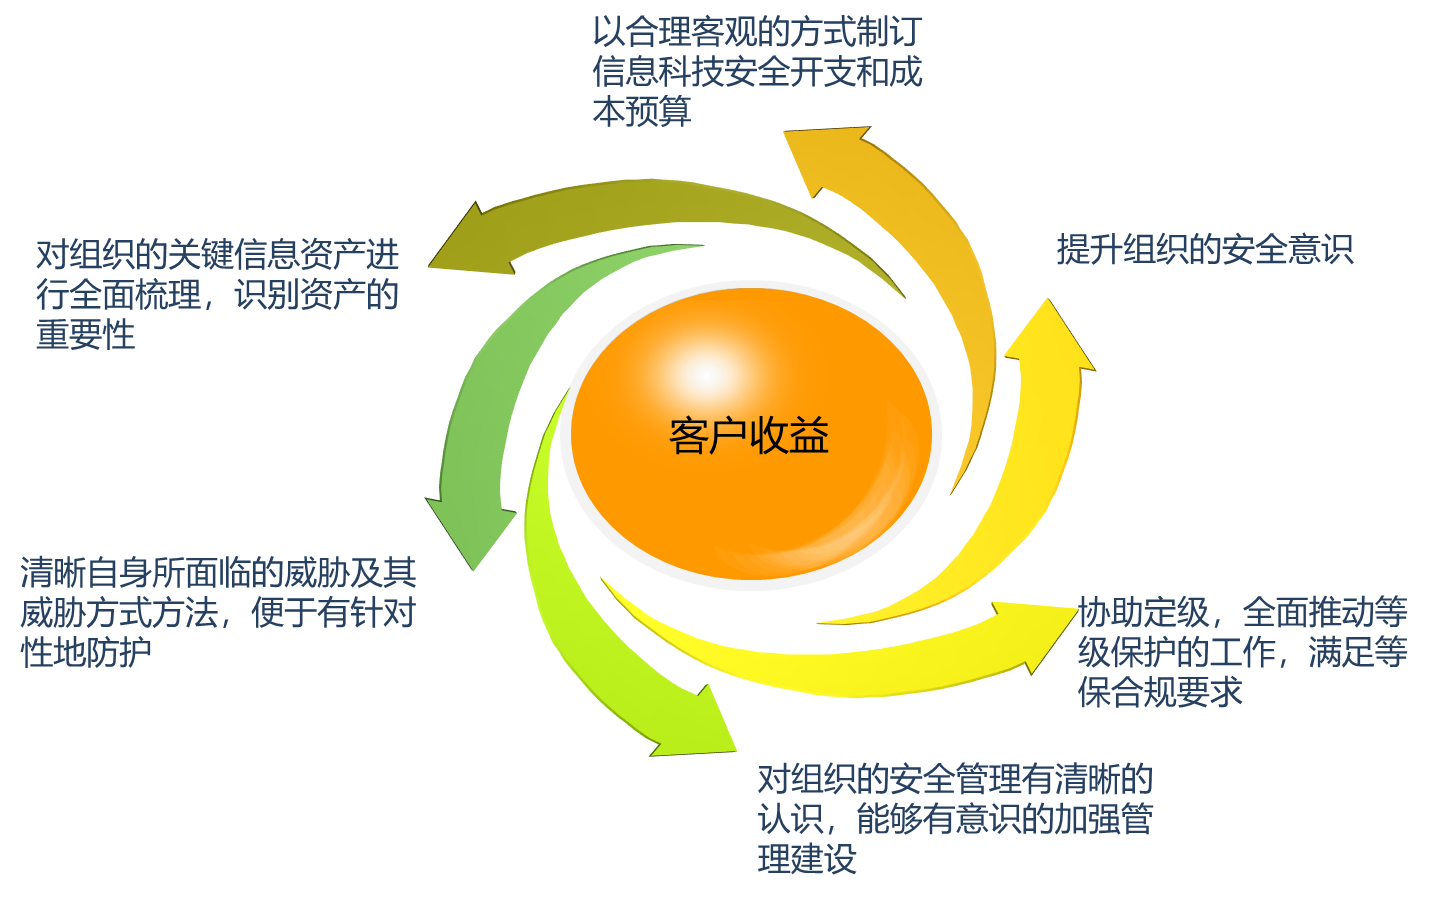 以合理客观的方式制订
信息科技安全开支和成
本预算
对组织的关键信息资产进
行全面梳理，识别资产的
重要性
提升组织的安全意识
客户收益
清晰自身所面临的威胁及其
威胁方式方法，便于有针对
性地防护
协助定级，全面推动等
级保护的工作，满足等
保合规要求
对组织的安全管理有清晰的
认识，能够有意识的加强管
理建设